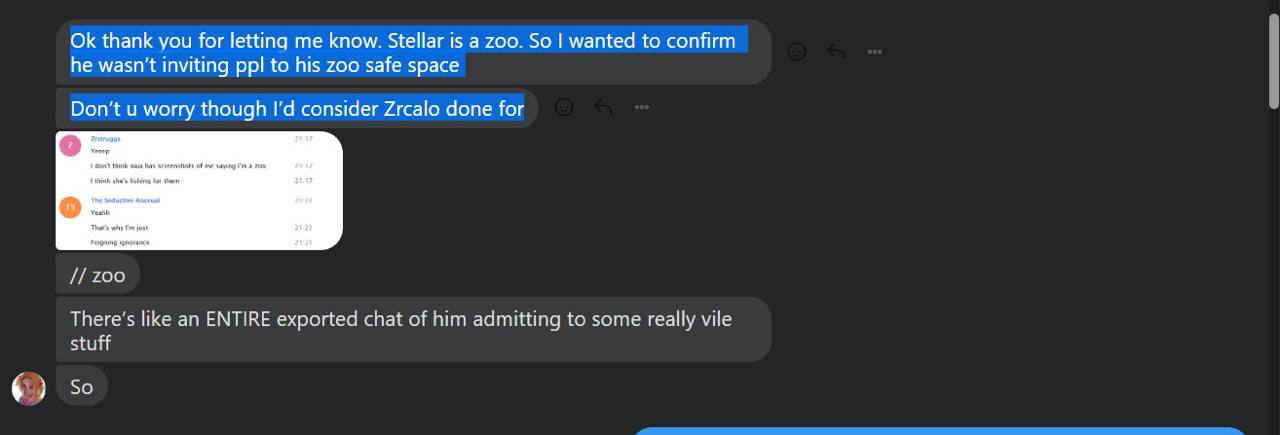 Ok thank you for letting me know. Stellar is a zoo. So I wanted to confirm
he wasn't inviting ppl to his zoo safe space
Don't u worry though I'd consider Zrcalo done for
Z
Zrstruggs 21:17
Yeeep
I don't think naia has screenshots of me saying I'm a zoo 21:17
I think she's fishing for them 21:17
TS
The Seductive Asexual 21:21
Yeahh
That's why I'm just 21:21
Feigning ignorance 21:21
// zoo
There's like an ENTIRE exported chat of him admitting to some really vile
stuff
So